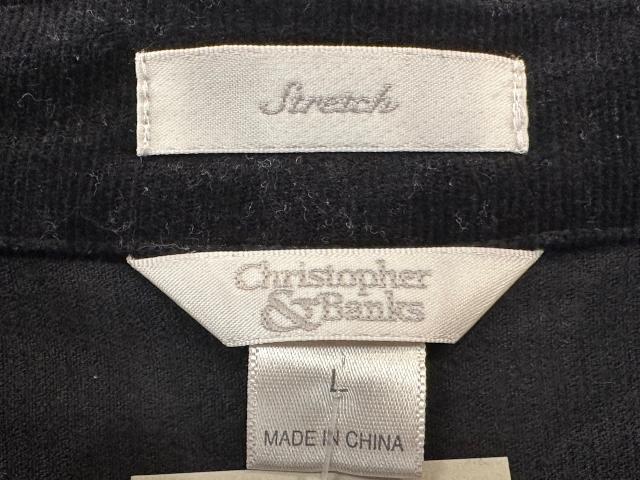 Stretch
Christopher
& Banks
L
MADE IN CHINA